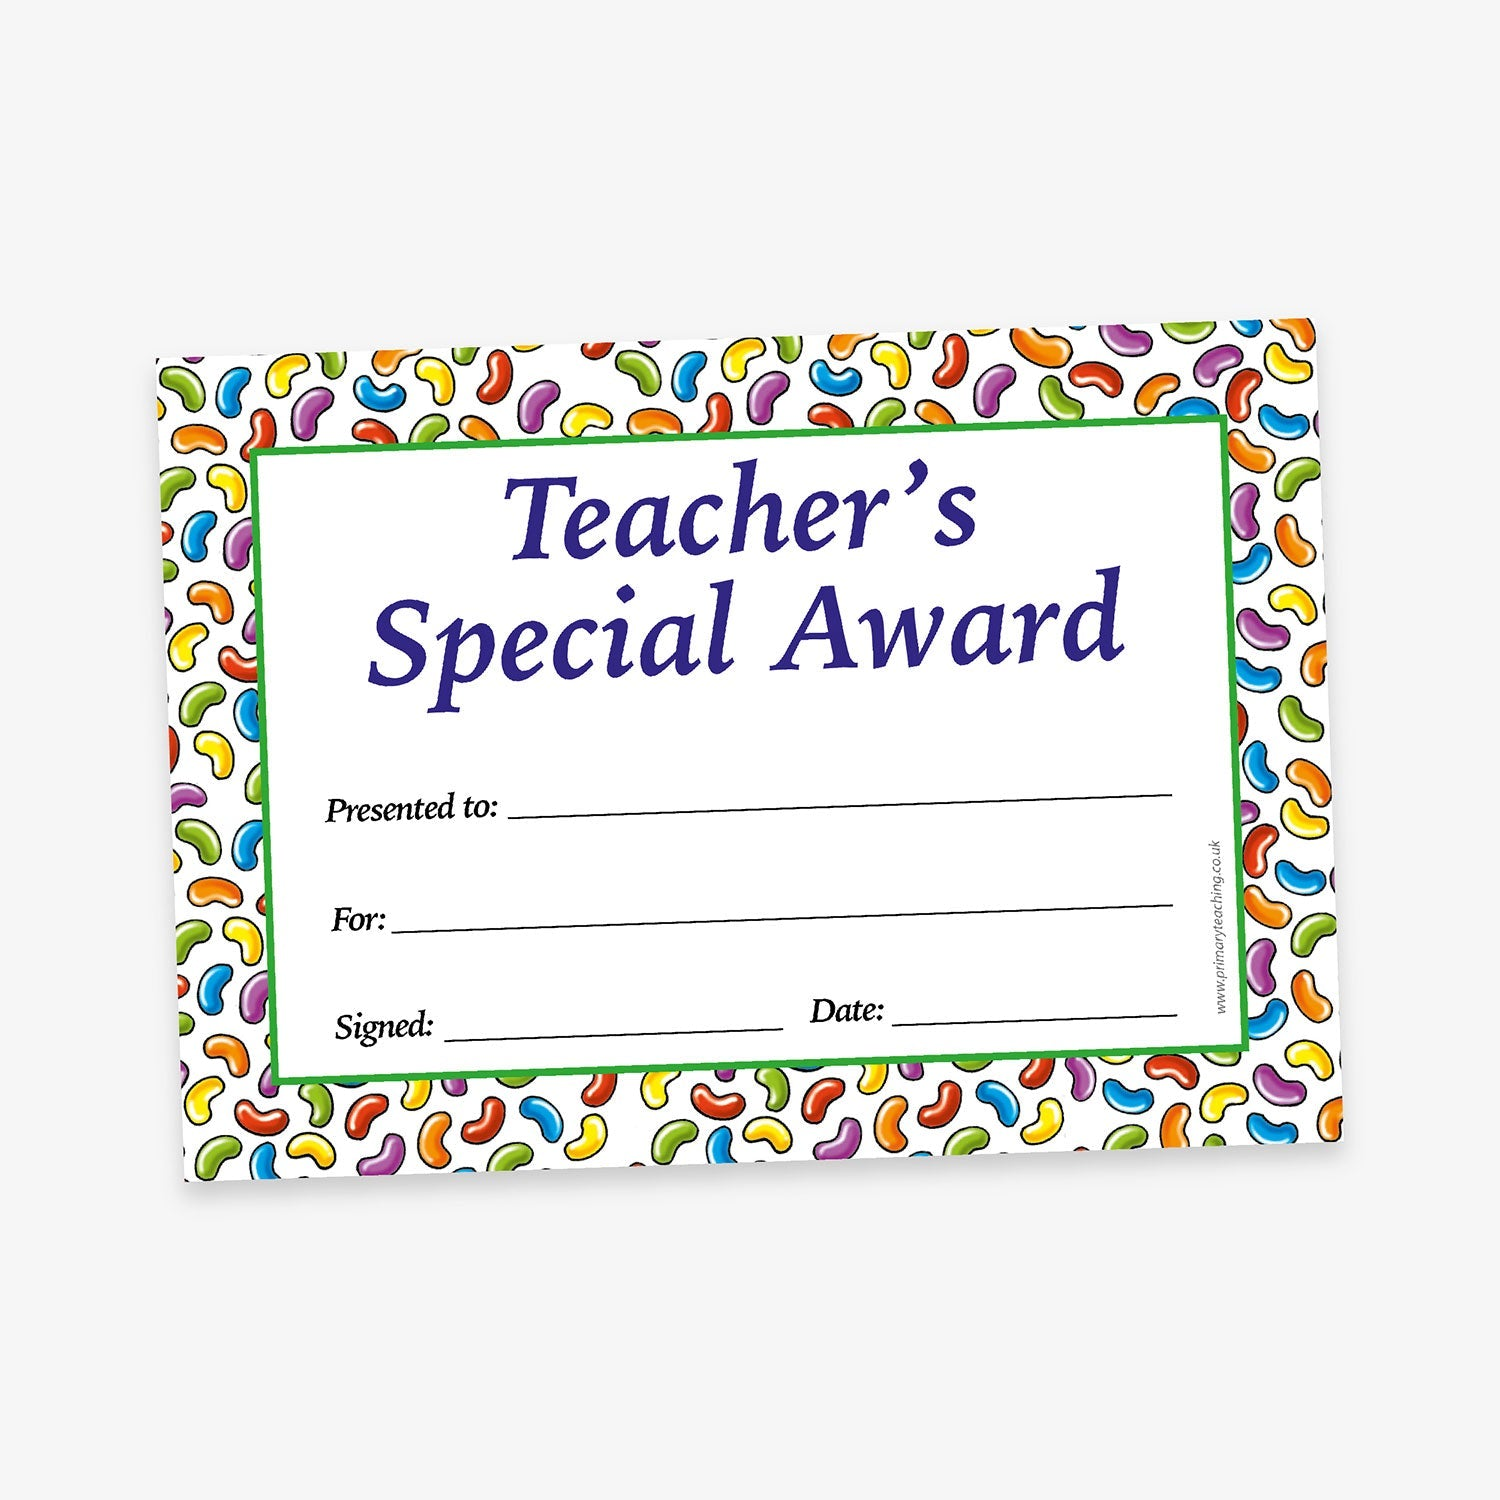 Teacher’s
Special Award
Presented to:
For:
Signed:
Date:
www.primaryteaching.co.uk